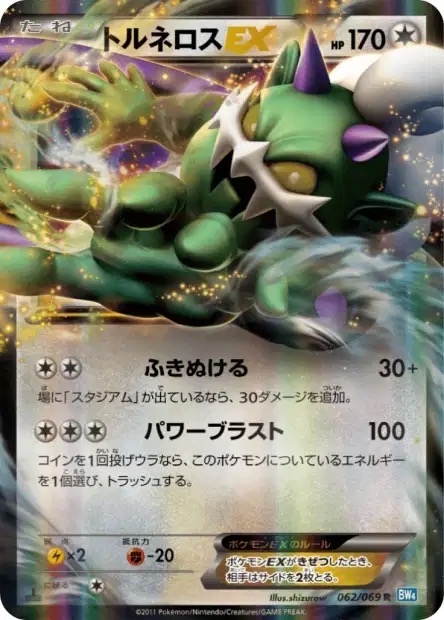 たね
トルネロスEX HP 170
ふきぬける 30+
場に「スタジアム」が出ているなら、30ダメージを追加。
パワーブラスト 100
コインを1回投げウラなら、このポケモンについているエネルギー
を1個選び、トラッシュする。
弱点 抵抗力
×2 -20
ポケモンEXのルール
ポケモンEXがきぜつしたとき、
相手はサイドを2枚とる。
にげる
Illus.shizurow 062/069 R BW4
©2011 Pokémon/Nintendo/Creatures/GAME FREAK.